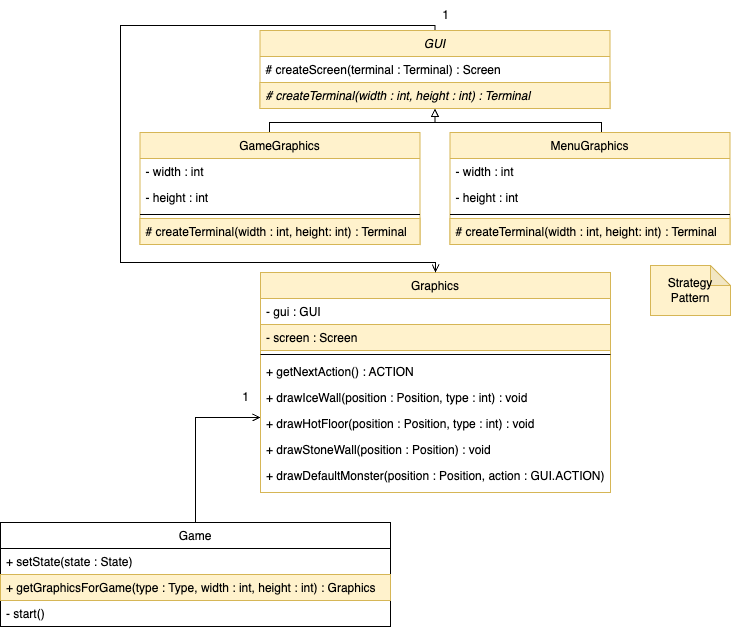 1
GUI
# createScreen(terminal : Terminal) : Screen
# createTerminal(width : int, height : int) : Terminal
GameGraphics
- width : int
- height : int
# createTerminal(width : int, height: int) : Terminal
MenuGraphics
- width : int
- height : int
# createTerminal(width : int, height: int) : Terminal
Strategy
Pattern
Graphics
- gui : GUI
- screen : Screen
+ getNextAction() : ACTION
+ drawIceWall(position : Position, type : int) : void
+ drawHotFloor(position : Position, type : int) : void
+ drawStoneWall(position : Position) : void
+ drawDefaultMonster(position : Position, action : GUI.ACTION)
1
Game
+ setState(state : State)
+ getGraphicsForGame(type : Type, width : int, height : int) : Graphics
- start()